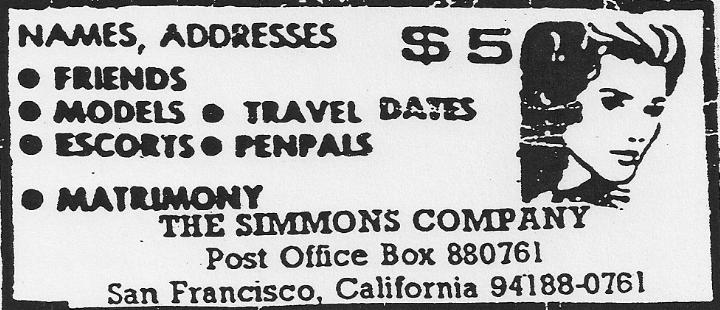 NAMES, ADDRESSES $5
● FRIENDS
● MODELS ● TRAVEL DATES
● ESCORTS ● PENPALS
● MATRIMONY
THE SIMMONS COMPANY
Post Office Box 880761
San Francisco, California 94188-0761